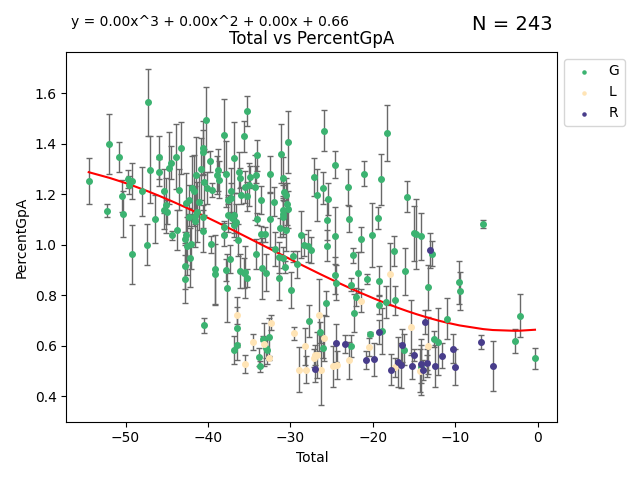 y = 0.00x^3 + 0.00x^2 + 0.00x + 0.66
N = 243
Total vs PercentGpA
G
L
R
PercentGpA
1.6
1.4
1.2
1.0
0.8
0.6
0.4
−50
−40
−30
−20
−10
0
Total